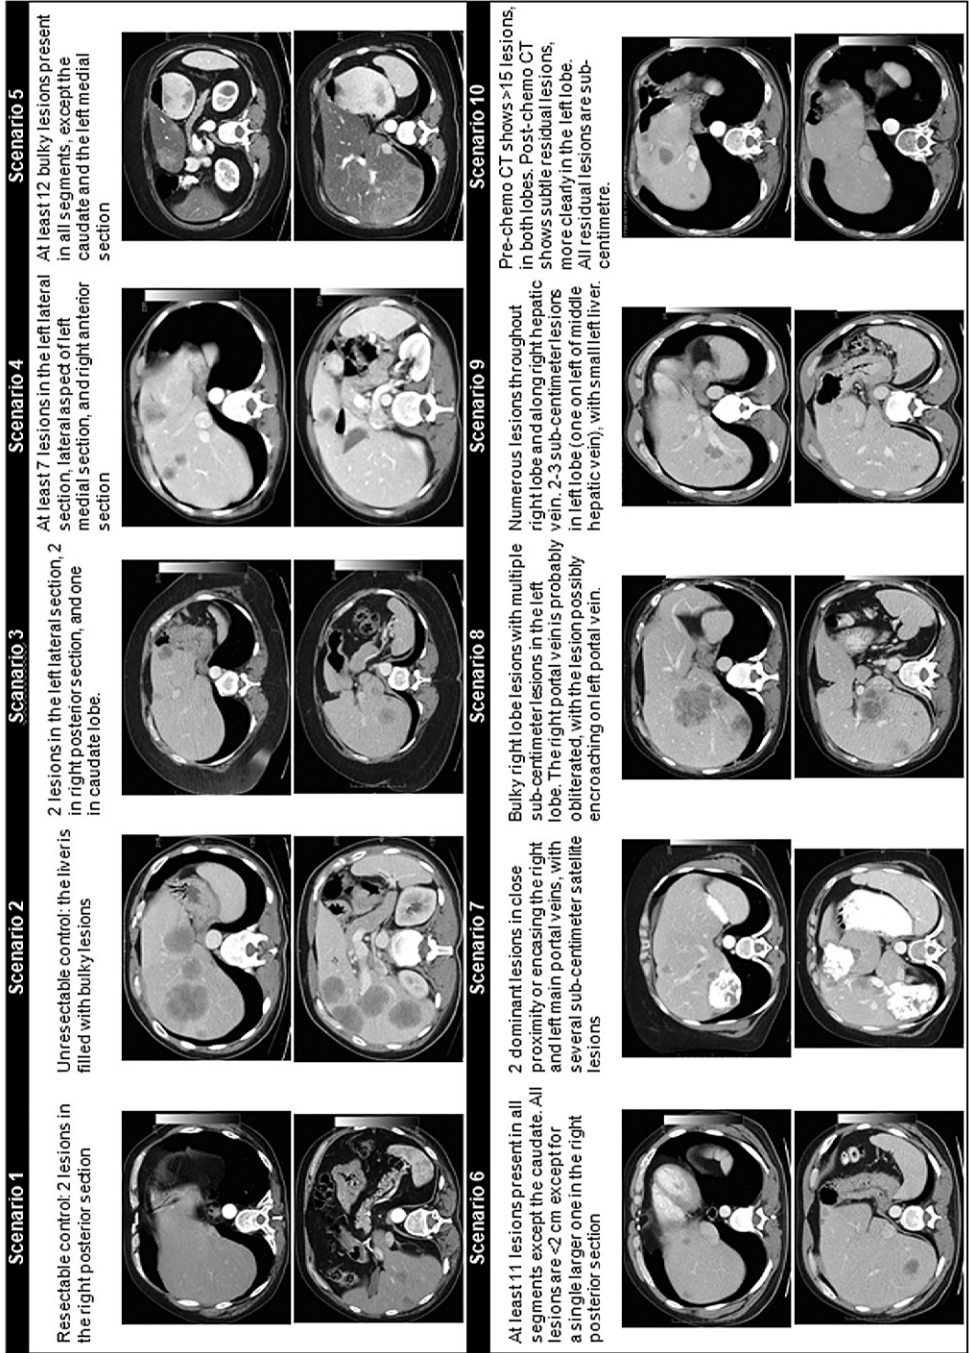 Scenario 1
Scenario 2
Scanario 3
Scenario 4
Scenario 5
Resectable control: 2 lesions in
the right posterior section
Unresectable control: the liver is
filled with bulky lesions
2 lesions in the left lateral section, 2
in right posterior section, and one
in caudate lobe.
At least 7 lesions in the left lateral
section, lateral aspect of left
medial section, and right anterior
section
At least 12 bulky lesions present
in all segments, except the
caudate and the left medial
section
Scenario 6
Scenario 7
Scenario 8
Scenario 9
Scenario 10
At least 11 lesions present in all
segments except the caudate. All
lesions are <2 cm except for
a single larger one in the right
posterior section
2 dominant lesions in close
proximity or encasing the right
and left main portal veins, with
several sub-centimeter satellite
lesions
Bulky right lobe lesions with multiple
sub-centimeter lesions in the left
lobe. The right portal vein is probably
obliterated, with the lesion possibly
encroaching on left portal vein.
Numerous lesions throughout
right lobe and along right hepatic
vein. 2-3 sub-centimeter lesions
in left lobe (one on left of middle
hepatic vein), with small left liver.
Pre-chemo CT shows >15 lesions,
in both lobes. Post-chemo CT
shows subtle residual lesions,
more clearly in the left lobe.
All residual lesions are sub-
centimetre.